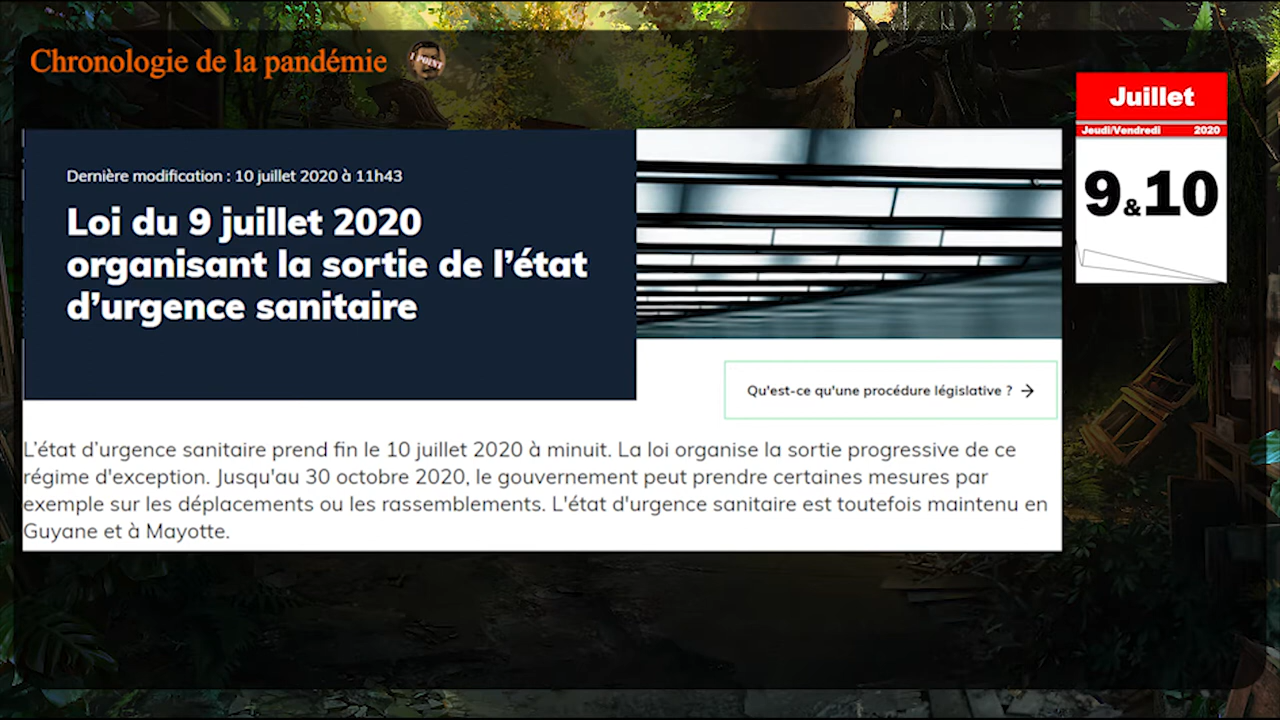 Chronologie de la pandémie
1 POINT
Juillet
Jeudi/Vendredi 2020
9&10
Dernière modification : 10 juillet 2020 à 11h43
Loi du 9 juillet 2020
organisant la sortie de l’état
d’urgence sanitaire
Qu'est-ce qu'une procédure législative ? →
L’état d’urgence sanitaire prend fin le 10 juillet 2020 à minuit. La loi organise la sortie progressive de ce
régime d'exception. Jusqu'au 30 octobre 2020, le gouvernement peut prendre certaines mesures par
exemple sur les déplacements ou les rassemblements. L'état d'urgence sanitaire est toutefois maintenu en
Guyane et à Mayotte.